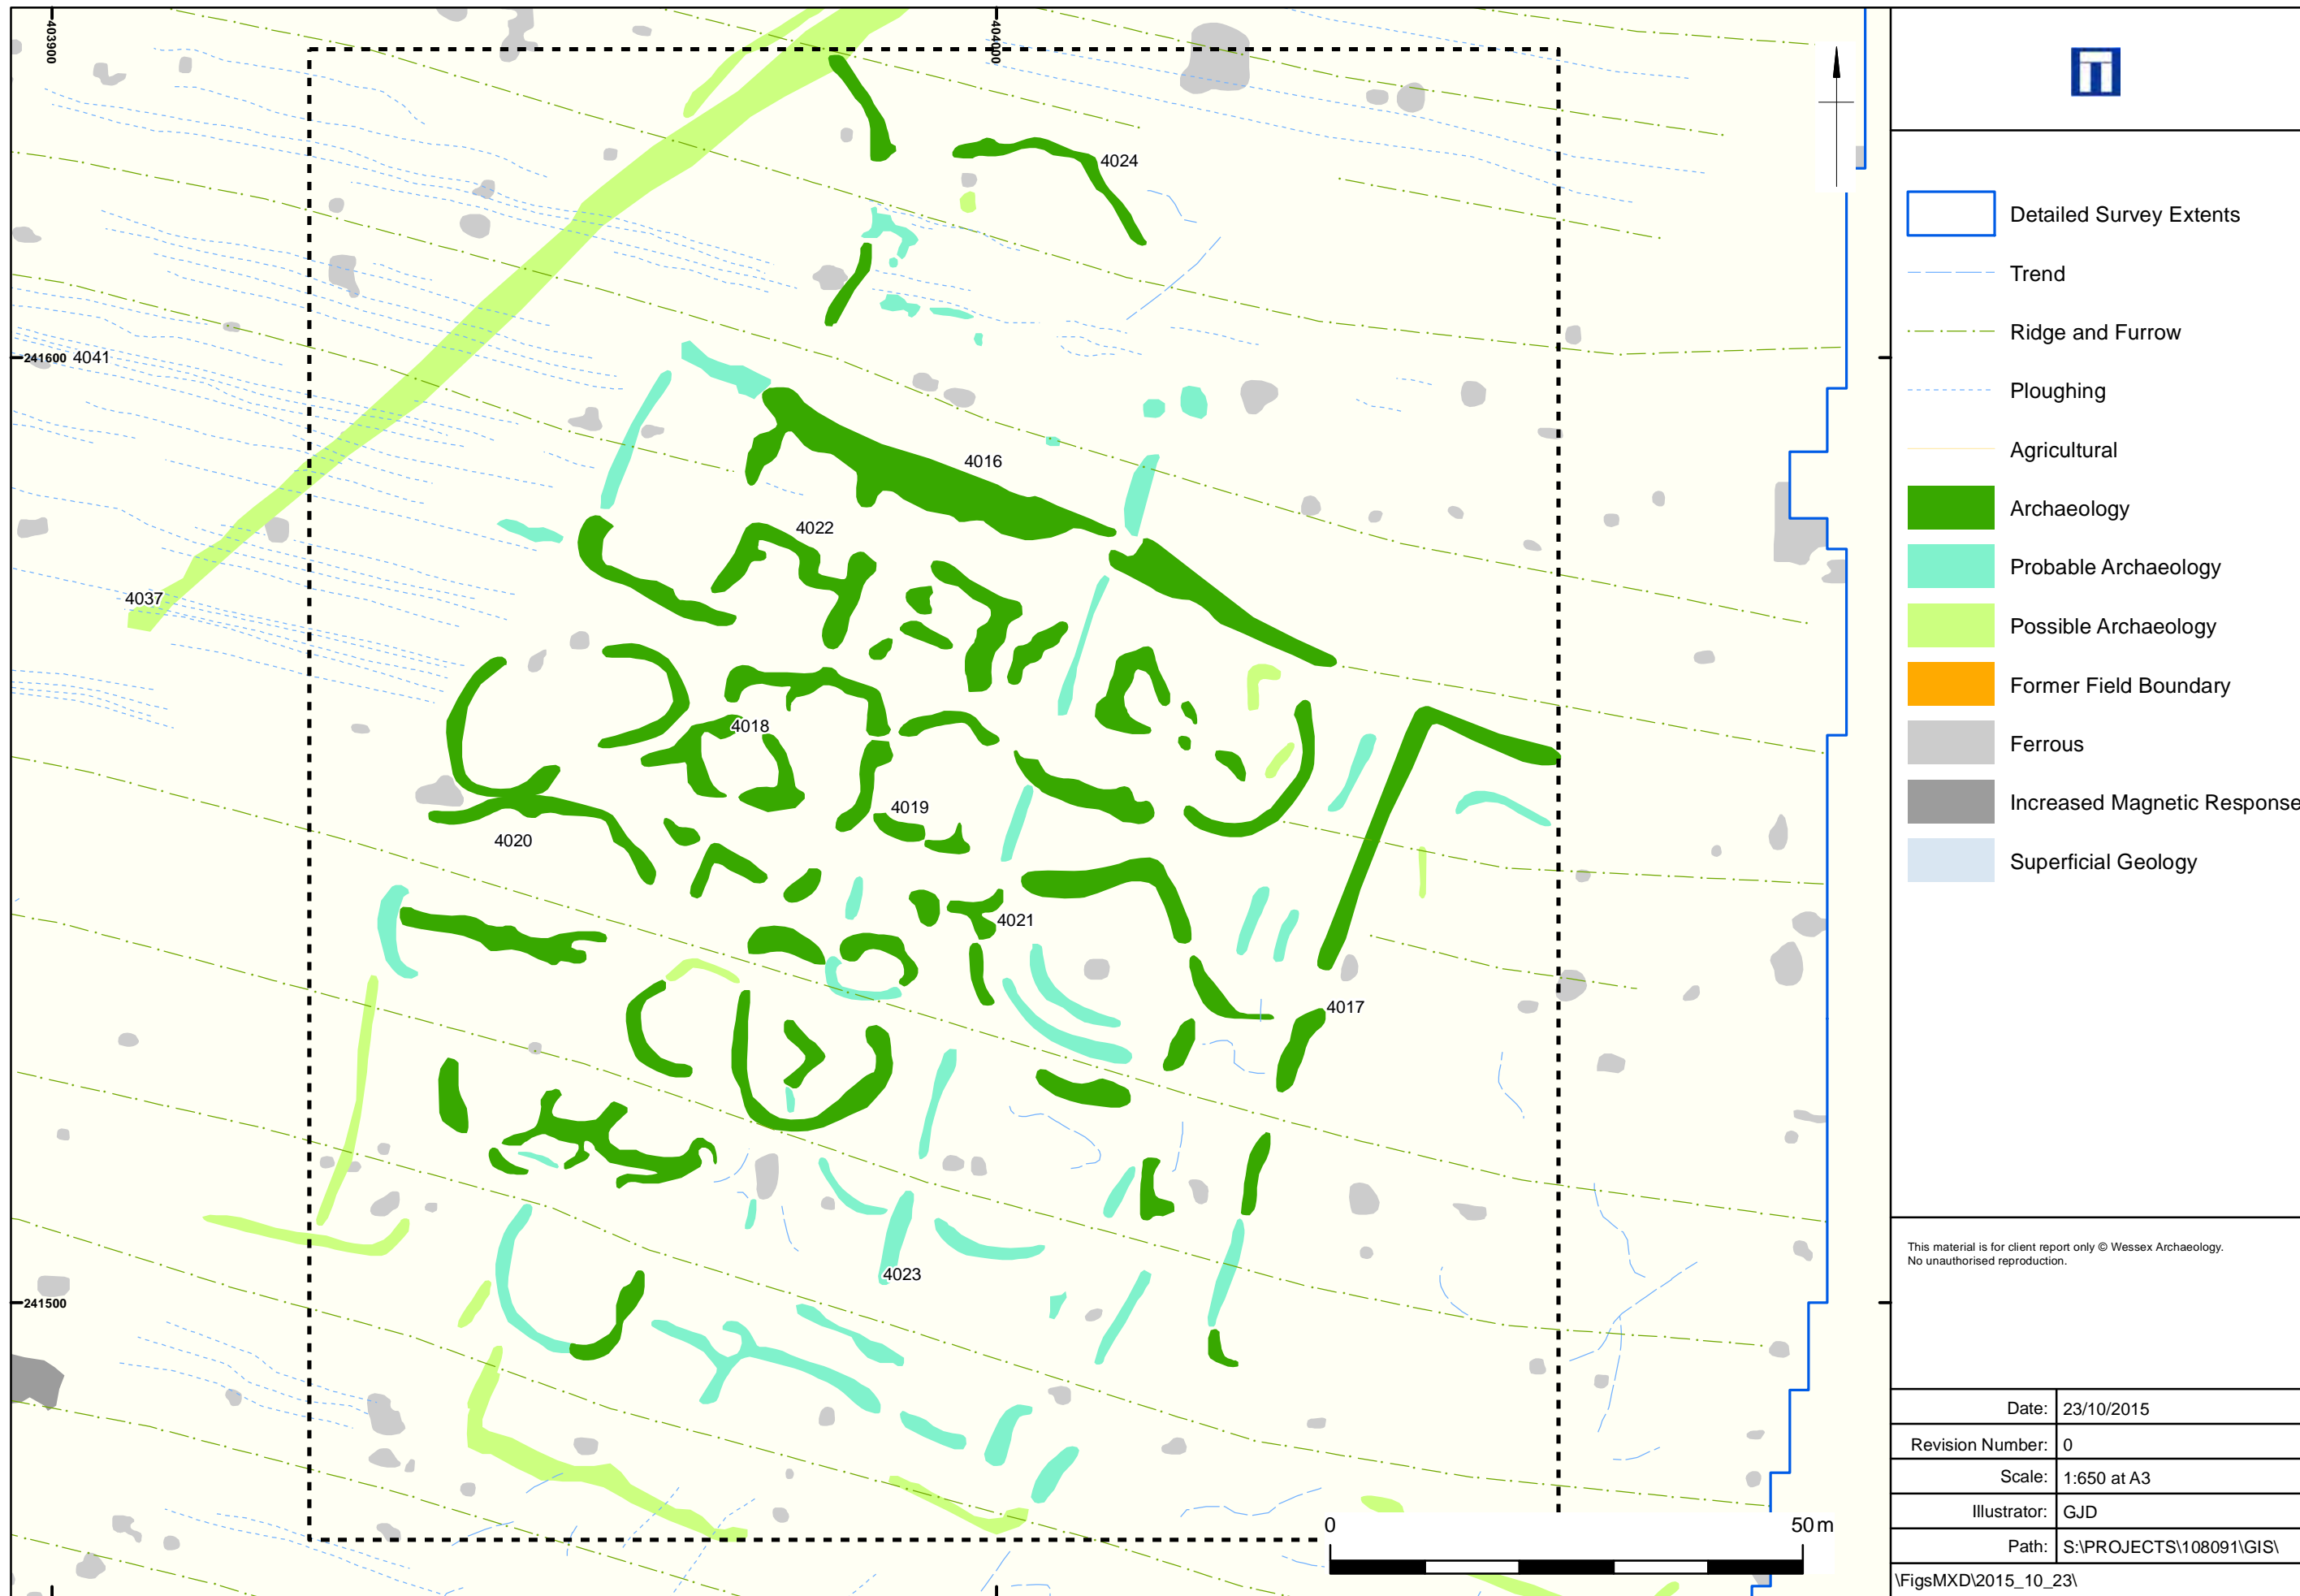 403900
404000
4024
241600
4041
4016
4022
4037
4018
4019
4020
4021
4017
4023
241500
0
50m
Detailed Survey Extents
Trend
Ridge and Furrow
Ploughing
Agricultural
Archaeology
Probable Archaeology
Possible Archaeology
Former Field Boundary
Ferrous
Increased Magnetic Response
Superficial Geology
This material is for client report only © Wessex Archaeology.
No unauthorised reproduction.
Date: 23/10/2015
Revision Number: 0
Scale: 1:650 at A3
Illustrator: GJD
Path: S:\PROJECTS\108091\GIS\
\FigsMXD\2015_10_23\